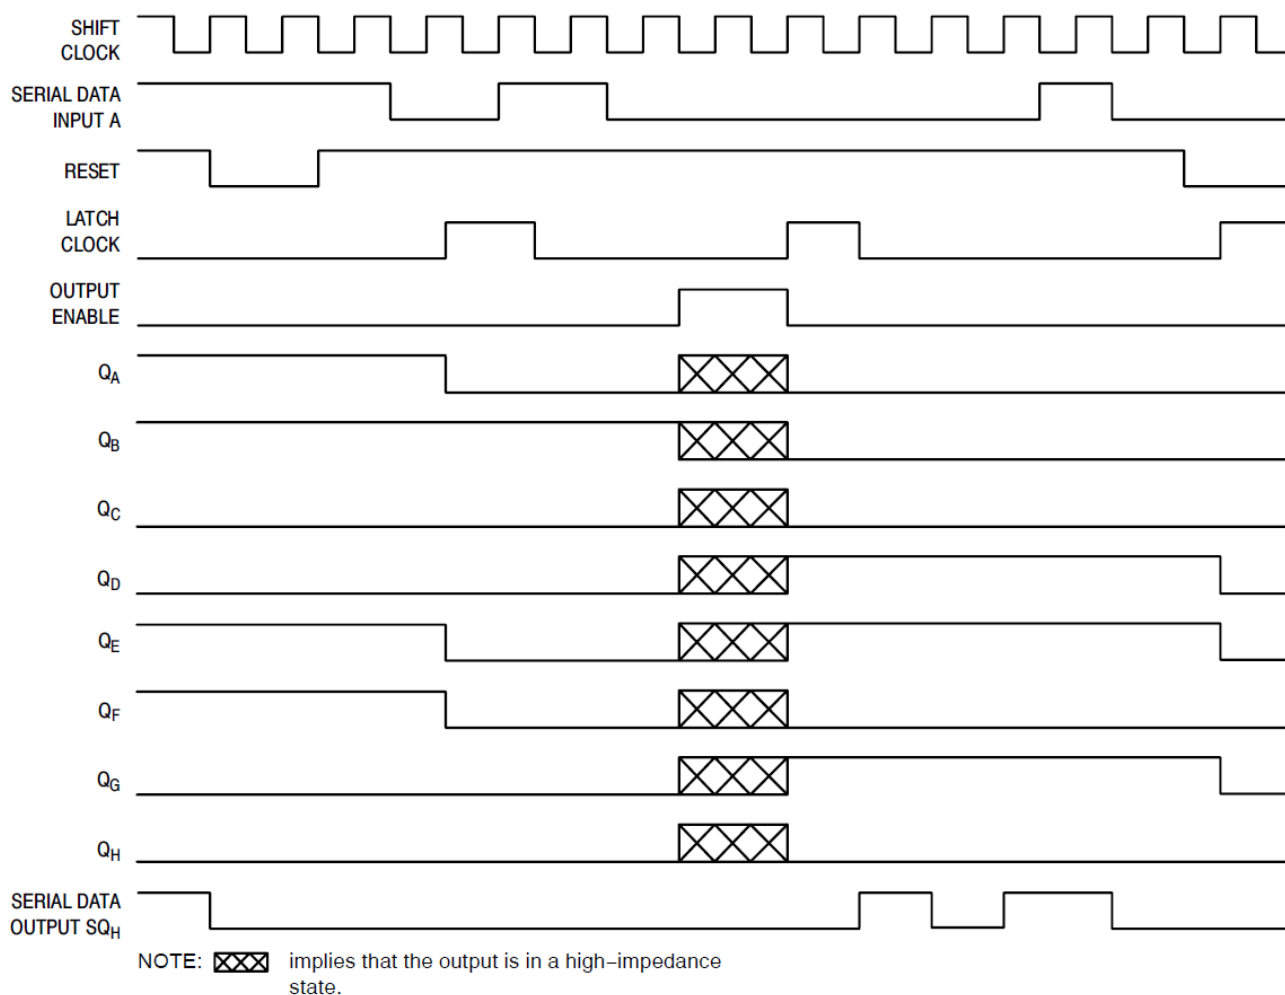 SHIFT
CLOCK
SERIAL DATA
INPUT A
RESET
LATCH
CLOCK
OUTPUT
ENABLE
QA
QB
QC
QD
QE
QF
QG
QH
SERIAL DATA
OUTPUT SQH
NOTE: implies that the output is in a high–impedance
state.